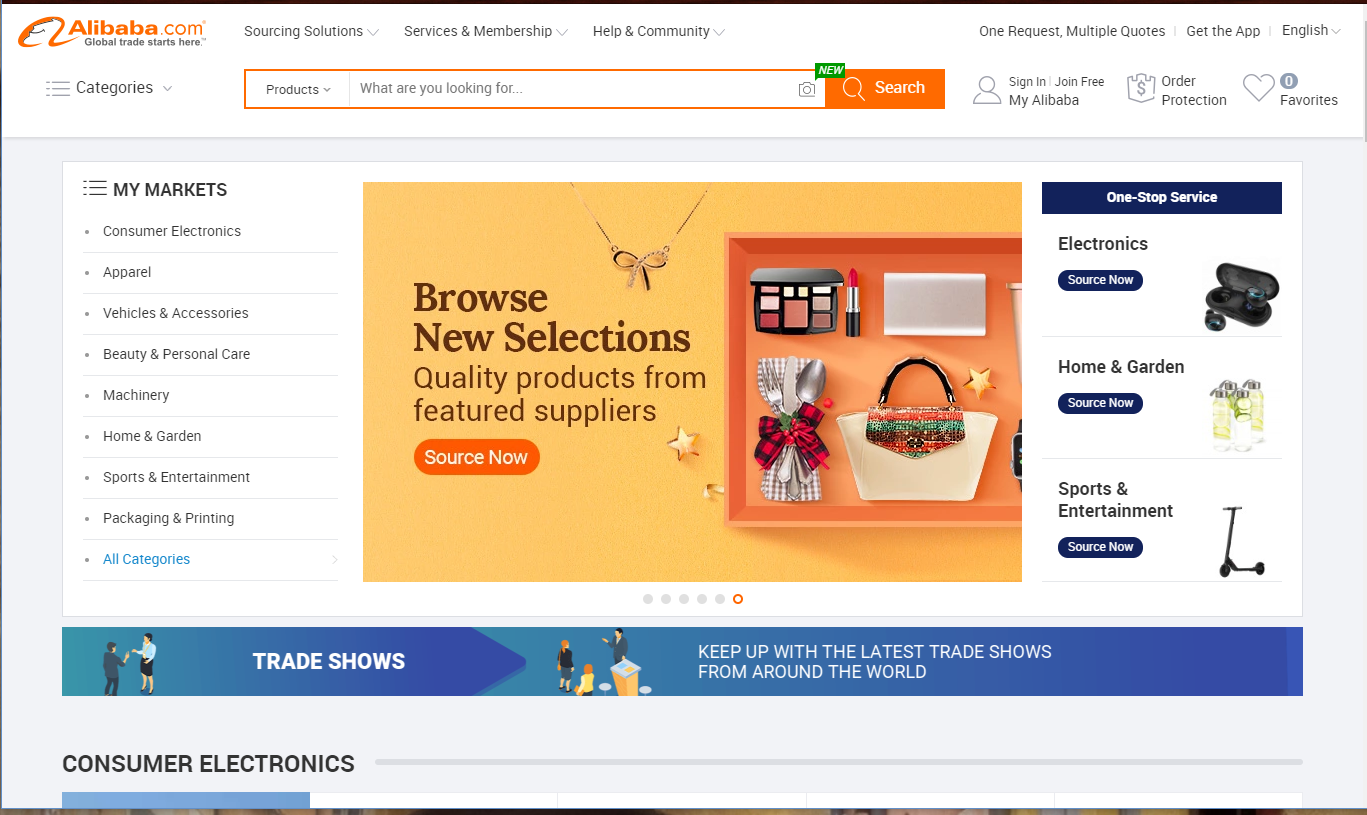 Alibaba.com
Global trade starts here.™
Sourcing Solutions
Services & Membership
Help & Community
One Request, Multiple Quotes
Get the App
English
Categories
Products
What are you looking for...
NEW
Search
Sign In
Join Free
My Alibaba
Order
Protection
0
Favorites
MY MARKETS
Consumer Electronics
Apparel
Vehicles & Accessories
Beauty & Personal Care
Machinery
Home & Garden
Sports & Entertainment
Packaging & Printing
All Categories
Browse
New Selections
Quality products from
featured suppliers
Source Now
One-Stop Service
Electronics
Source Now
Home & Garden
Source Now
Sports &
Entertainment
Source Now
TRADE SHOWS
KEEP UP WITH THE LATEST TRADE SHOWS
FROM AROUND THE WORLD
CONSUMER ELECTRONICS